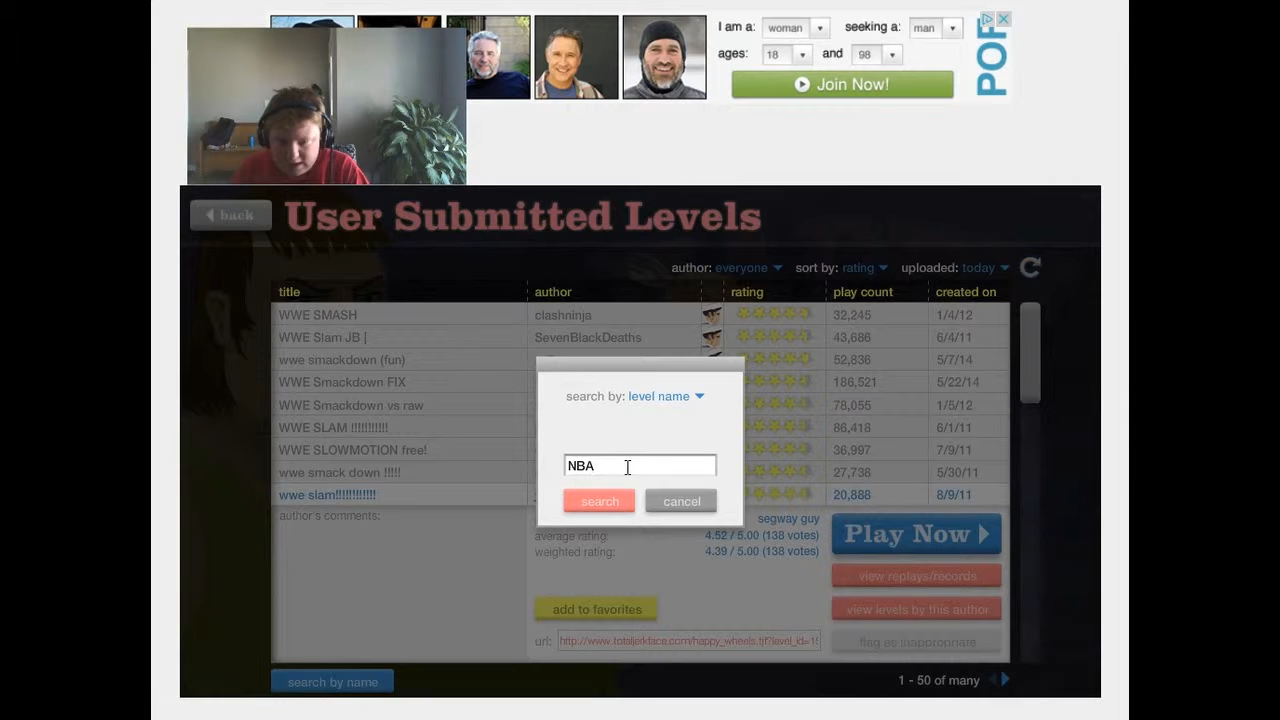 I am a: woman seeking a: man
ages: 18 and 98
Join Now!
POF
back
User Submitted Levels
author: everyone sort by: rating uploaded: today
title author rating play count created on
WWE SMASH clashninja 32,245 1/4/12
WWE Slam JB [ SevenBlackDeaths 43,686 6/4/11
wwe smackdown (fun) 52,836 5/7/14
WWE Smackdown FIX 186,521 5/22/14
WWE Smackdown vs raw 78,055 1/5/12
WWE SLAM !!!!!!!!!! 86,418 6/1/11
WWE SLOWMOTION free! 36,997 7/9/11
wwe smack down !!!!! 27,738 5/30/11
wwe slam!!!!!!!!!!!! 20,888 8/9/11
search by: level name
NBA
search cancel
author's comments:
segway guy
average rating: 4.52 / 5.00 (138 votes)
weighted rating: 4.39 / 5.00 (138 votes)
Play Now
view replays/records
add to favorites
view levels by this author
url: http://www.totaljerkface.com/happy_wheels.tjf?level_id=1
flag as inappropriate
search by name
1 - 50 of many